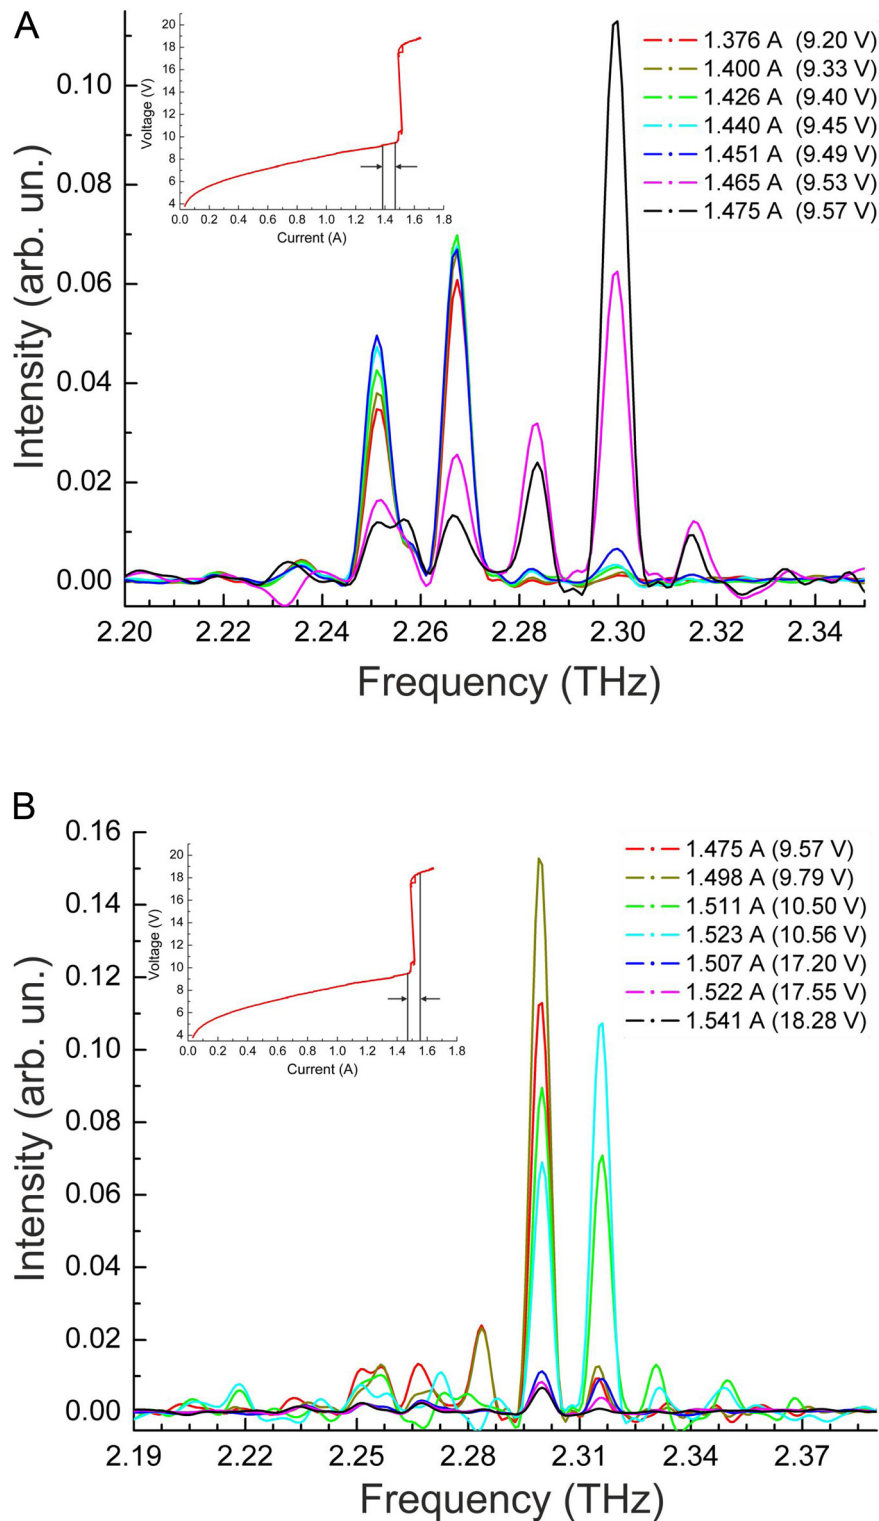 A
0.10
0.08
0.06
0.04
0.02
0.00
Intensity (arb. un.)
2.20 2.22 2.24 2.26 2.28 2.30 2.32 2.34
Frequency (THz)
20
18
16
14
12
10
8
6
4
Voltage (V)
0.0 0.2 0.4 0.6 0.8 1.0 1.2 1.4 1.6 1.8
Current (A)
1.376 A (9.20 V)
1.400 A (9.33 V)
1.426 A (9.40 V)
1.440 A (9.45 V)
1.451 A (9.49 V)
1.465 A (9.53 V)
1.475 A (9.57 V)
B
0.16
0.14
0.12
0.10
0.08
0.06
0.04
0.02
0.00
Intensity (arb. un.)
2.19 2.22 2.25 2.28 2.31 2.34 2.37
Frequency (THz)
20
18
16
14
12
10
8
6
4
Voltage (V)
0.0 0.2 0.4 0.6 0.8 1.0 1.2 1.4 1.6 1.8
Current (A)
1.475 A (9.57 V)
1.498 A (9.79 V)
1.511 A (10.50 V)
1.523 A (10.56 V)
1.507 A (17.20 V)
1.522 A (17.55 V)
1.541 A (18.28 V)